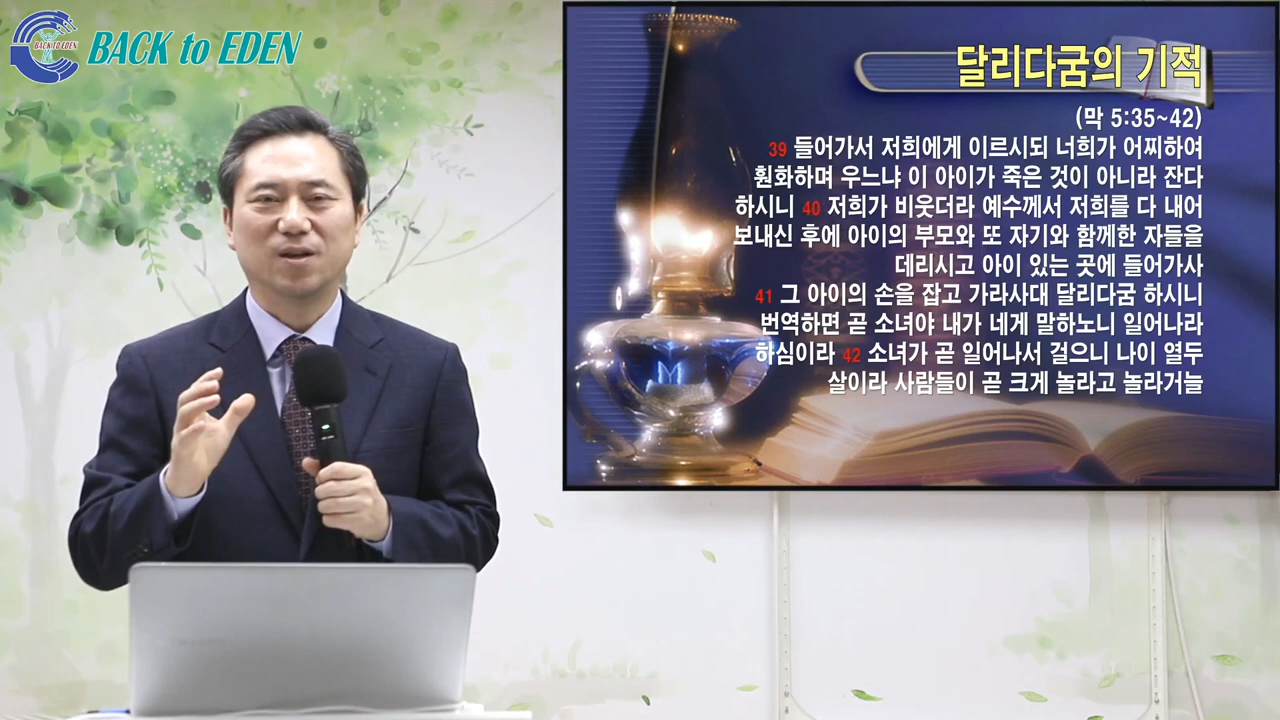 BACK TO EDEN
BACK to EDEN
달리다굼의 기적
(막 5:35~42)
39 들어가서 저희에게 이르시되 너희가 어찌하여
훤화하며 우느냐 이 아이가 죽은 것이 아니라 잔다
하시니 40 저희가 비웃더라 예수께서 저희를 다 내어
보내신 후에 아이의 부모와 또 자기와 함께한 자들을
데리시고 아이 있는 곳에 들어가사
41 그 아이의 손을 잡고 가라사대 달리다굼 하시니
번역하면 곧 소녀야 내가 네게 말하노니 일어나라
하심이라 42 소녀가 곧 일어나서 걸으니 나이 열두
살이라 사람들이 곧 크게 놀라고 놀라거늘